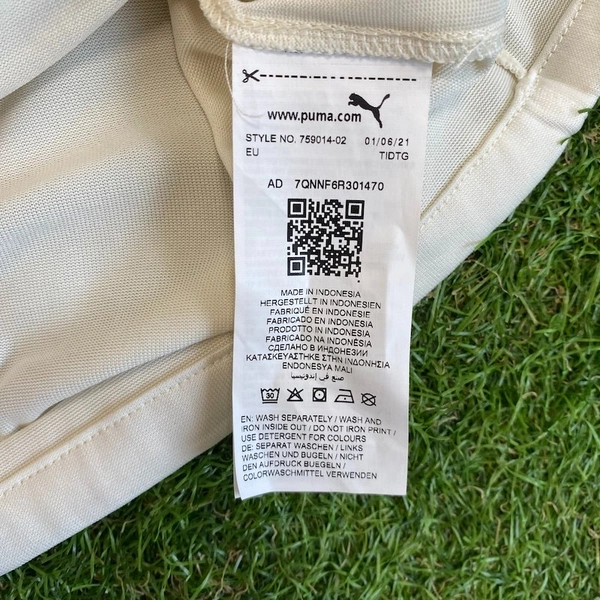 www.puma.com
STYLE NO. 759014-02 01/06/21
EU TIDTG
AD 7QNNF6R301470
MADE IN INDONESIA
HERGESTELLT IN INDONESIEN
FABRIQUÉ EN INDONESIE
FABRICADO EN INDONESIA
PRODOTTO IN INDONESIA
FABRICADO NA INDONÉSIA
СДЕЛАНО В ИНДОНЕЗИИ
ΚΑΤΑΣΚΕΥΑΣΤΗΚΕ ΣΤΗΝ ΙΝΔΟΝΗΣΙΑ
ENDONESYA MALI
صنع في إندونيسيا
30
EN: WASH SEPARATELY / WASH AND
IRON INSIDE OUT / DO NOT IRON PRINT /
USE DETERGENT FOR COLOURS
DE: SEPARAT WASCHEN / LINKS
WASCHEN UND BUGELN / NICHT
DEN AUFDRUCK BUEGELN /
COLORWASCHMITTEL VERWENDEN